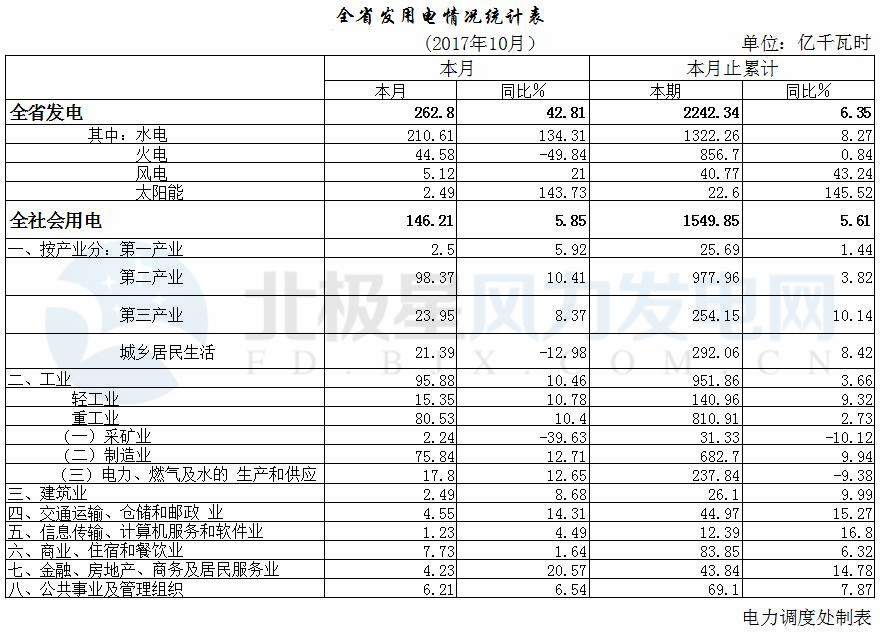 全省发用电情况统计表
(2017年10月)
单位：亿千瓦时
本月 本月止累计
本月 同比% 本期 同比%
全省发电 262.8 42.81 2242.34 6.35
其中：水电 210.61 134.31 1322.26 8.27
火电 44.58 -49.84 856.7 0.84
风电 5.12 21 40.77 43.24
太阳能 2.49 143.73 22.6 145.52
全社会用电 146.21 5.85 1549.85 5.61
一、按产业分：第一产业 2.5 5.92 25.69 1.44
第二产业 98.37 10.41 977.96 3.82
第三产业 23.95 8.37 254.15 10.14
城乡居民生活 21.39 -12.98 292.06 8.42
二、工业 95.88 10.46 951.86 3.66
轻工业 15.35 10.78 140.96 9.32
重工业 80.53 10.4 810.91 2.73
（一）采矿业 2.24 -39.63 31.33 -10.12
（二）制造业 75.84 12.71 682.7 9.94
（三）电力、燃气及水的 生产和供应 17.8 12.65 237.84 -9.38
三、建筑业 2.49 8.68 26.1 9.99
四、交通运输、仓储和邮政 业 4.55 14.31 44.97 15.27
五、信息传输、计算机服务和软件业 1.23 4.49 12.39 16.8
六、商业、住宿和餐饮业 7.73 1.64 83.85 6.32
七、金融、房地产、商务及居民服务业 4.23 20.57 43.84 14.78
八、公共事业及管理组织 6.21 6.54 69.1 7.87
电力调度处制表
北极星风力发电网
FD.BJX.COM.CN